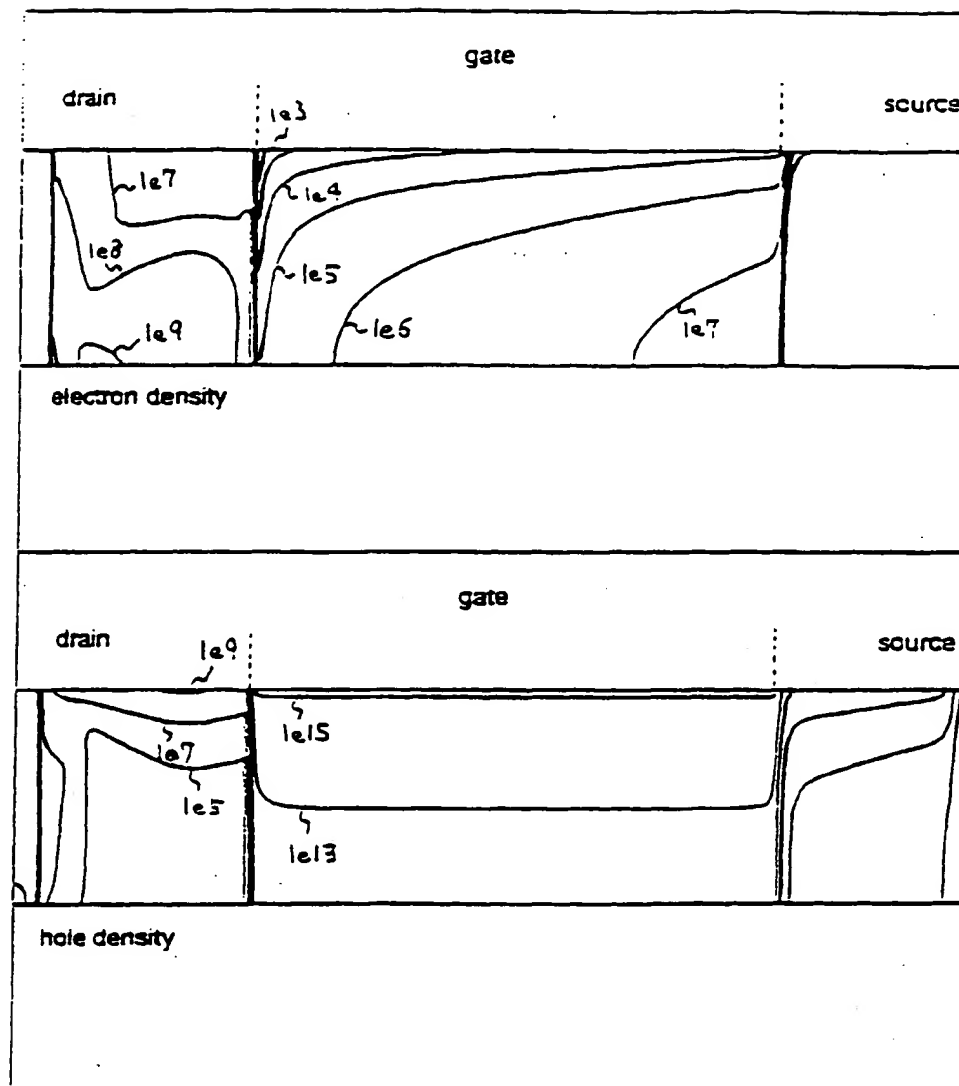 gate
drain
source
1e3
1e7
1e4
1e8
1e5
1e9
1e6
1e7
electron density
gate
drain
source
1e9
1e15
1e7
1e5
1e13
hole density